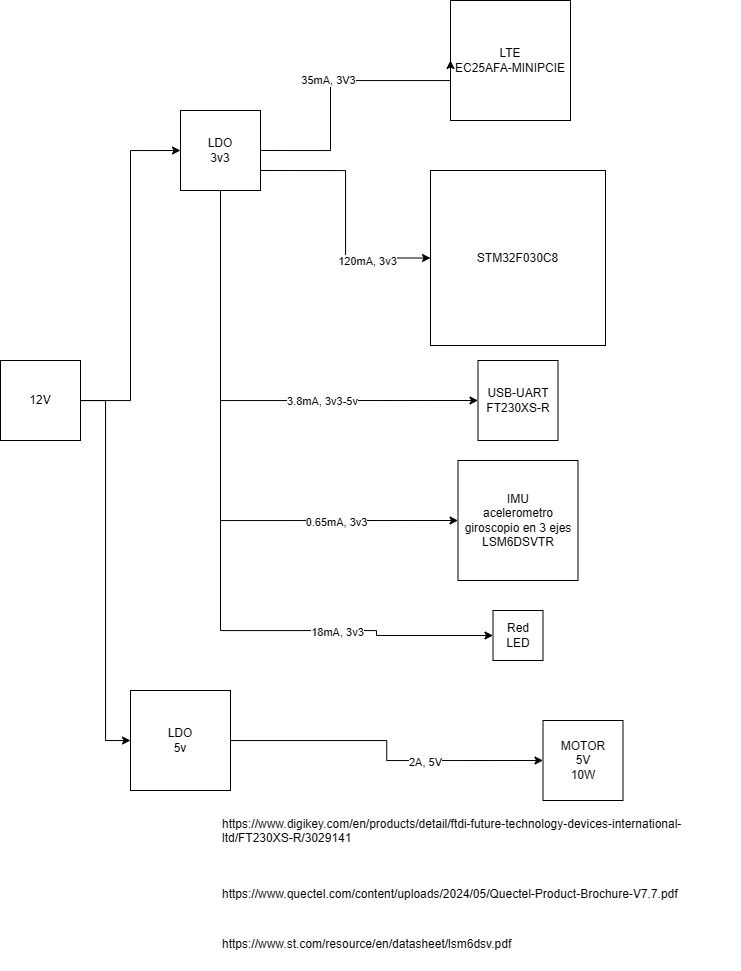 LTE
EC25AFA-MINIPCIE
35mA, 3V3
LDO
3v3
120mA, 3v3
STM32F030C8
12V
3.8mA, 3v3-5v
USB-UART
FT230XS-R
0.65mA, 3v3
IMU
acelerometro
giroscopio en 3 ejes
LSM6DSVTR
18mA, 3v3
Red
LED
LDO
5v
2A, 5V
MOTOR
5V
10W
https://www.digikey.com/en/products/detail/ftdi-future-technology-devices-international-
ltd/FT230XS-R/3029141
https://www.quectel.com/content/uploads/2024/05/Quectel-Product-Brochure-V7.7.pdf
https://www.st.com/resource/en/datasheet/lsm6dsv.pdf